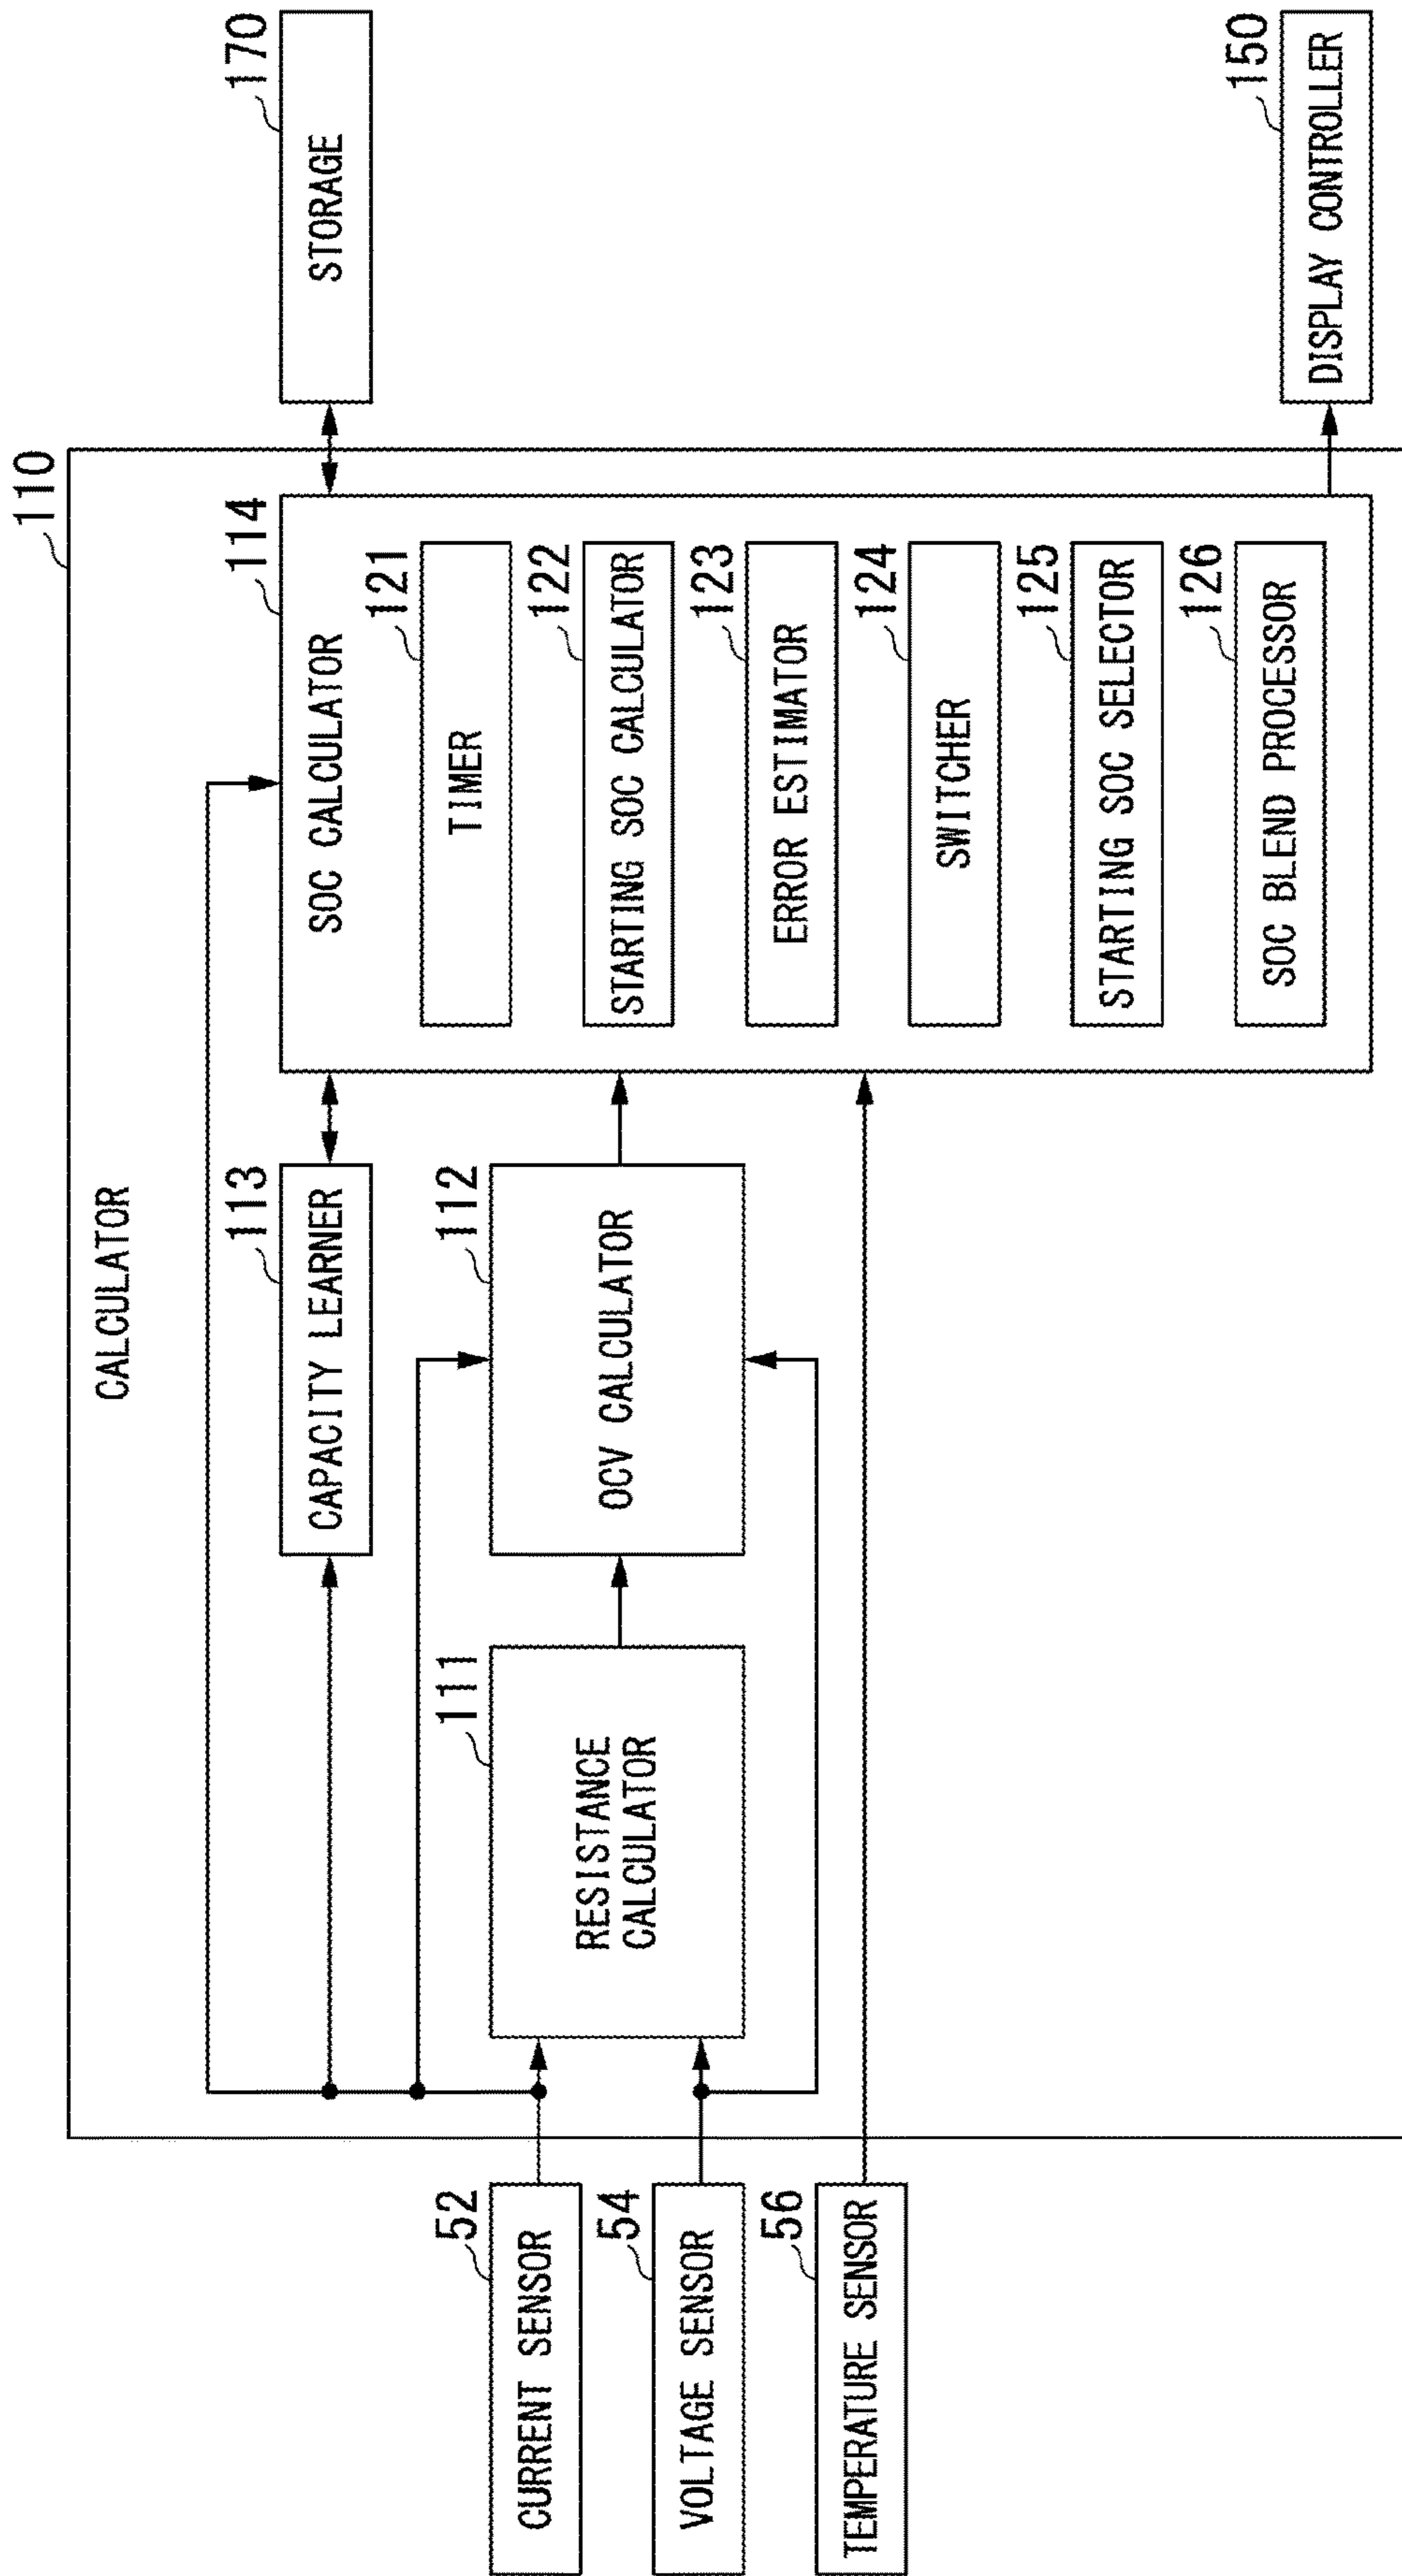 110
CALCULATOR
52
CURRENT SENSOR
54
VOLTAGE SENSOR
56
TEMPERATURE SENSOR
111
RESISTANCE
CALCULATOR
112
OCV CALCULATOR
113
CAPACITY LEARNER
114
SOC CALCULATOR
121
TIMER
122
STARTING SOC CALCULATOR
123
ERROR ESTIMATOR
124
SWITCHER
125
STARTING SOC SELECTOR
126
SOC BLEND PROCESSOR
170
STORAGE
150
DISPLAY CONTROLLER